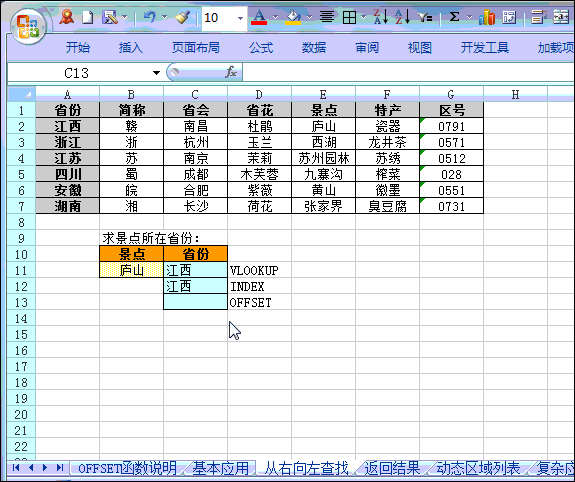 10
开始 插入 页面布局 公式 数据 审阅 视图 开发工具 加载项
C13 fx
A B C D E F G H
1 省份 简称 省会 省花 景点 特产 区号
2 江西 赣 南昌 杜鹃 庐山 瓷器 0791
3 浙江 浙 杭州 玉兰 西湖 龙井茶 0571
4 江苏 苏 南京 茉莉 苏州园林 苏绣 0512
5 四川 蜀 成都 木芙蓉 九寨沟 榨菜 028
6 安徽 皖 合肥 紫薇 黄山 徽墨 0551
7 湖南 湘 长沙 荷花 张家界 臭豆腐 0731
8
9 求景点所在省份:
10 景点 省份
11 庐山 江西 VLOOKUP
12 江西 INDEX
13 OFFSET
14
15
16
17
18
19
20
21
22
OFFSET函数说明 基本应用 从右向左查找 返回结果 动态区域列表 复杂应